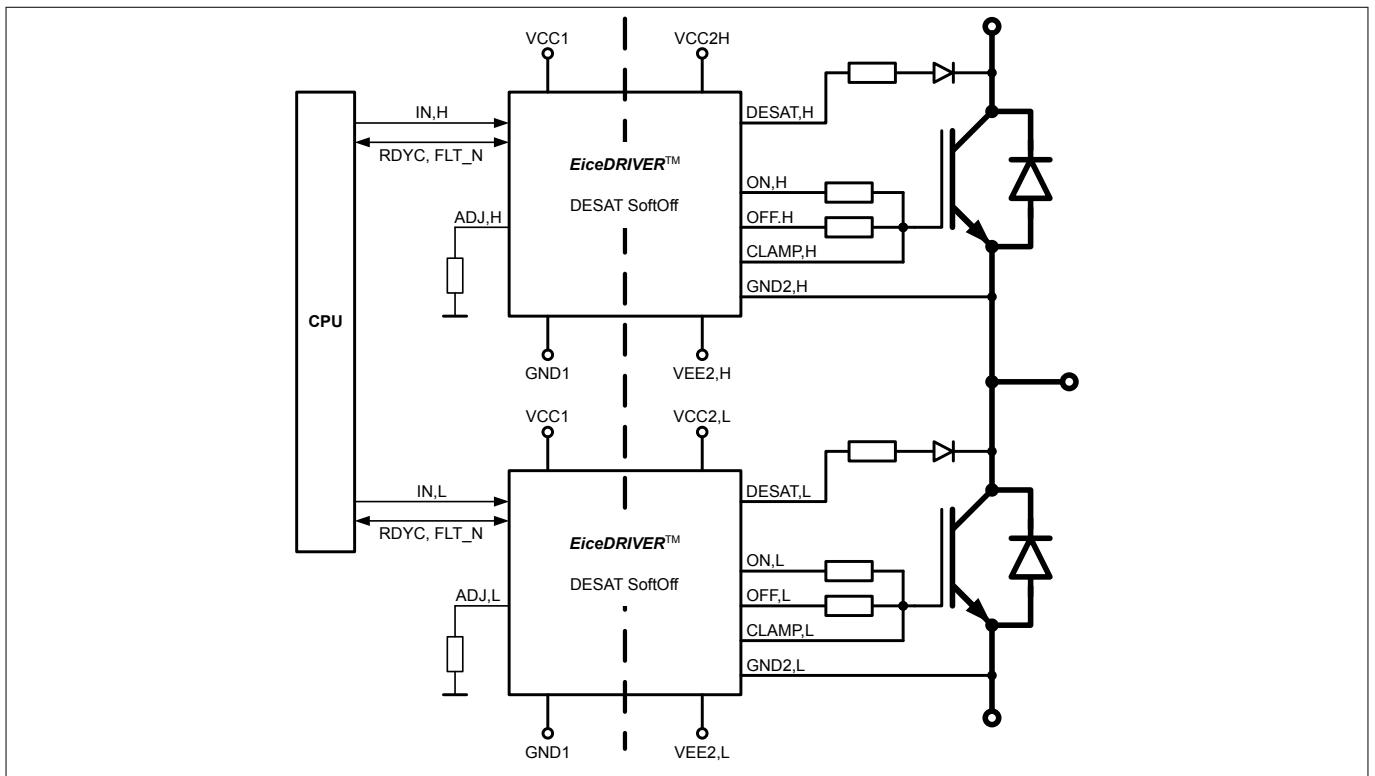 VCC1
VCC2H
IN,H
RDYC, FLT_N
ADJ,H
EiceDRIVER™
DESAT SoftOff
DESAT,H
ON,H
OFF.H
CLAMP,H
GND2,H
CPU
GND1
VEE2,H
VCC1
VCC2,L
IN,L
RDYC, FLT_N
ADJ,L
EiceDRIVER™
DESAT SoftOff
DESAT,L
ON,L
OFF,L
CLAMP,L
GND2,L
GND1
VEE2,L